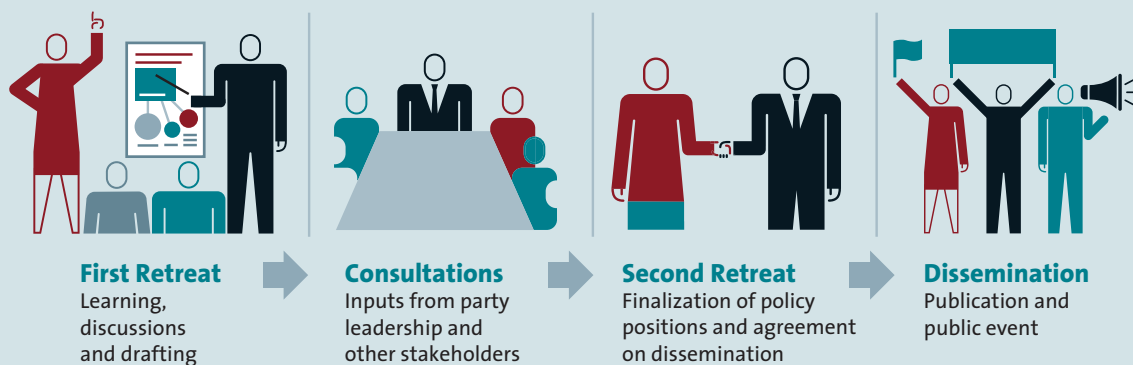 First Retreat
Learning,
discussions
and drafting
Consultations
Inputs from party
leadership and
other stakeholders
Second Retreat
Finalization of policy
positions and agreement
on dissemination
Dissemination
Publication and
public event